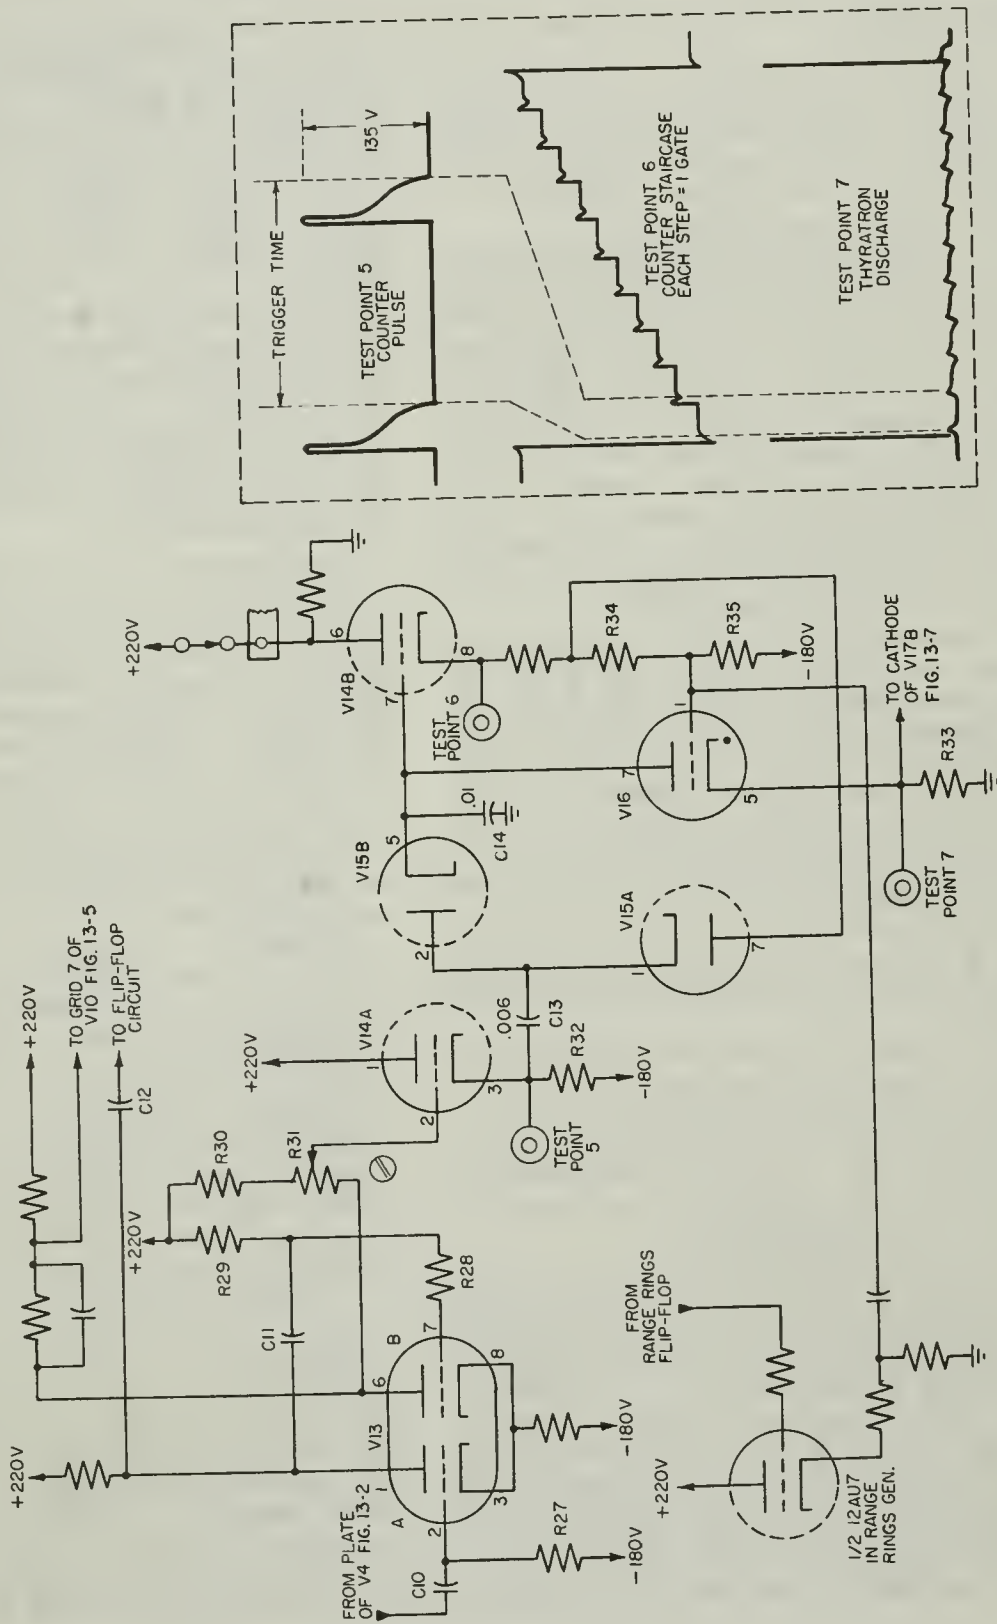 +220V
FROM PLATE
OF V4 FIG. 13-2
C10
R27
-180V
2
A
1
V13
3
-180V
6
B
8
7
R28
C11
R29
+220V
R30
R31
+220V
TO GRID 7 OF
V10 FIG. 13-5
TO FLIP-FLOP
CIRCUIT
C12
+220V
1
V14A
2
3
TEST
POINT
5
R32
-180V
.006
C13
2
V15B
5
.01
C14
1
V15A
7
+220V
6
V14B
7
8
TEST
POINT 6
R34
R35
-180V
1
7
V16
5
TO CATHODE
OF V17B
FIG. 13-7
R33
TEST
POINT 7
FROM
RANGE RINGS
FLIP-FLOP
+220V
1/2 12AU7
IN RANGE
RINGS GEN.
TRIGGER TIME
135 V
TEST POINT 5
COUNTER
PULSE
TEST POINT 6
COUNTER STAIRCASE
EACH STEP = 1 GATE
TEST POINT 7
THYRATRON
DISCHARGE